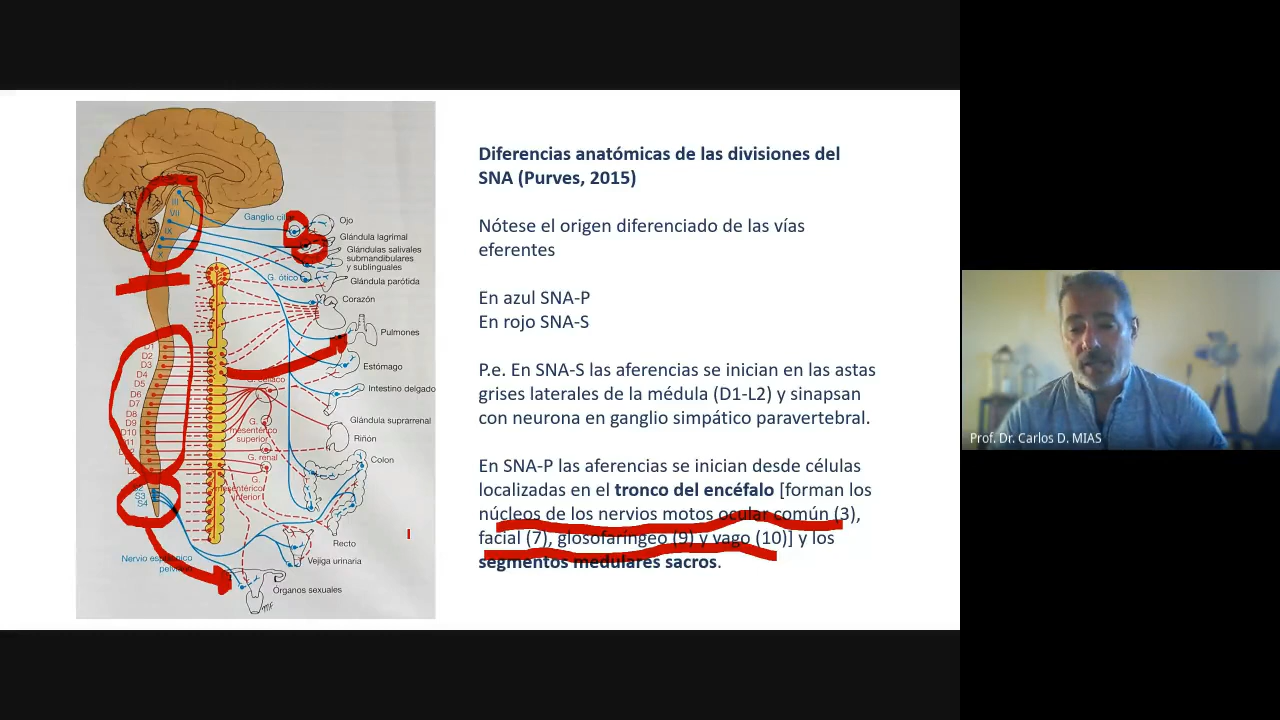 Diferencias anatómicas de las divisiones del
SNA (Purves, 2015)
Nótese el origen diferenciado de las vías
eferentes
En azul SNA-P
En rojo SNA-S
P.e. En SNA-S las aferencias se inician en las astas
grises laterales de la médula (D1-L2) y sinapsan
con neurona en ganglio simpático paravertebral.
En SNA-P las aferencias se inician desde células
localizadas en el tronco del encéfalo [forman los
núcleos de los nervios motos ocular común (3),
facial (7), glosofaríngeo (9) y vago (10)] y los
segmentos medulares sacros.
III
VII
IX
X
Ojo
Glándula lagrimal
Glándulas salivales
submandibulares
y sublinguales
G. ótico
Glándula parótida
Corazón
Pulmones
Estómago
Intestino delgado
Glándula suprarrenal
Riñón
Colon
Recto
Vejiga urinaria
Órganos sexuales
D1
D2
D3
D4
D5
D6
D7
D8
D9
D10
S3
S4
G.
mesentérico
superior
G. renal
G.
mesentérico
inferior
Prof. Dr. Carlos D. MIAS